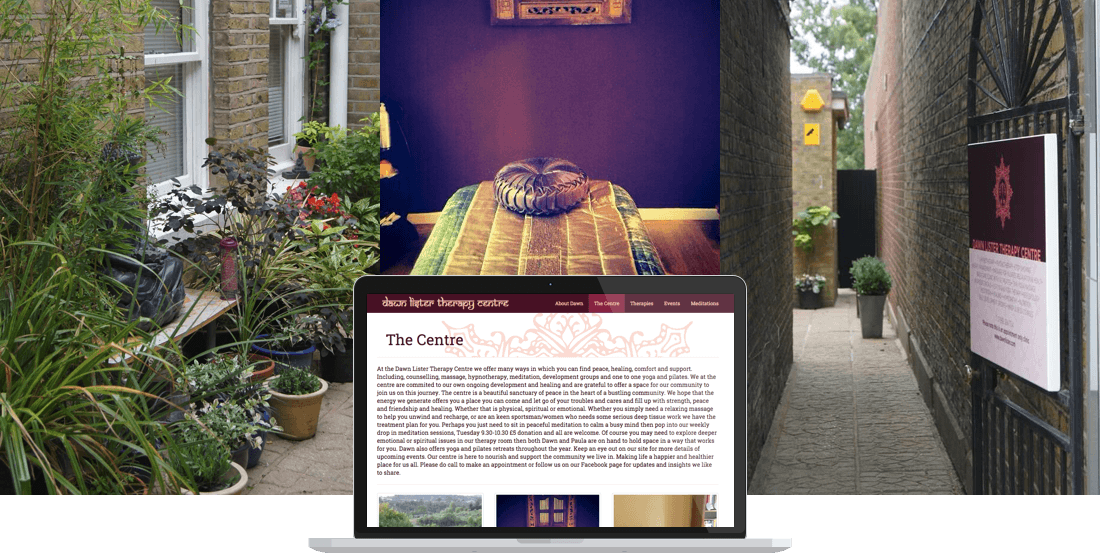 dawn lister therapy centre
About Dawn The Centre Therapies Events Meditations
The Centre
At the Dawn Lister Therapy Centre we offer many ways in which you can find peace, healing, comfort and support.
Including, counselling, massage, hypnotherapy, meditation, development groups and one to one yoga and pilates. We at the
centre are commited to our own ongoing development and healing and are grateful to offer a space for our community to
join us on this journey. The centre is a beautiful sanctuary of peace in the heart of a bustling community. We hope that the
energy we generate offers you a place you can come and let go of your troubles and cares and fill up with strength, peace
and friendship and healing. Whether that is physical, spiritual or emotional. Whether you simply need a relaxing massage
to help you unwind and recharge, or are an keen sportsman/women who needs some serious deep tissue work we have the
treatment plan for you. Perhaps you just need to sit in peaceful meditation to calm a busy mind then pop into our weekly
drop in meditation sessions, Tuesday 9.30-10.30 £5 donation and all are welcome. Of course you may need to explore deeper
emotional or spiritual issues in our therapy room then both Dawn and Paula are on hand to hold space in a way that works
for you. Dawn also offers yoga and pilates retreats throughout the year. Keep an eye out on our site for more details of
upcoming events. Our centre is here to nourish and support the community we live in. Making life a happier and healthier
place for us all. Please do call to make an appointment or follow us on our Facebook page for updates and insights we like
to share.
DAWN LISTER THERAPY CENTRE